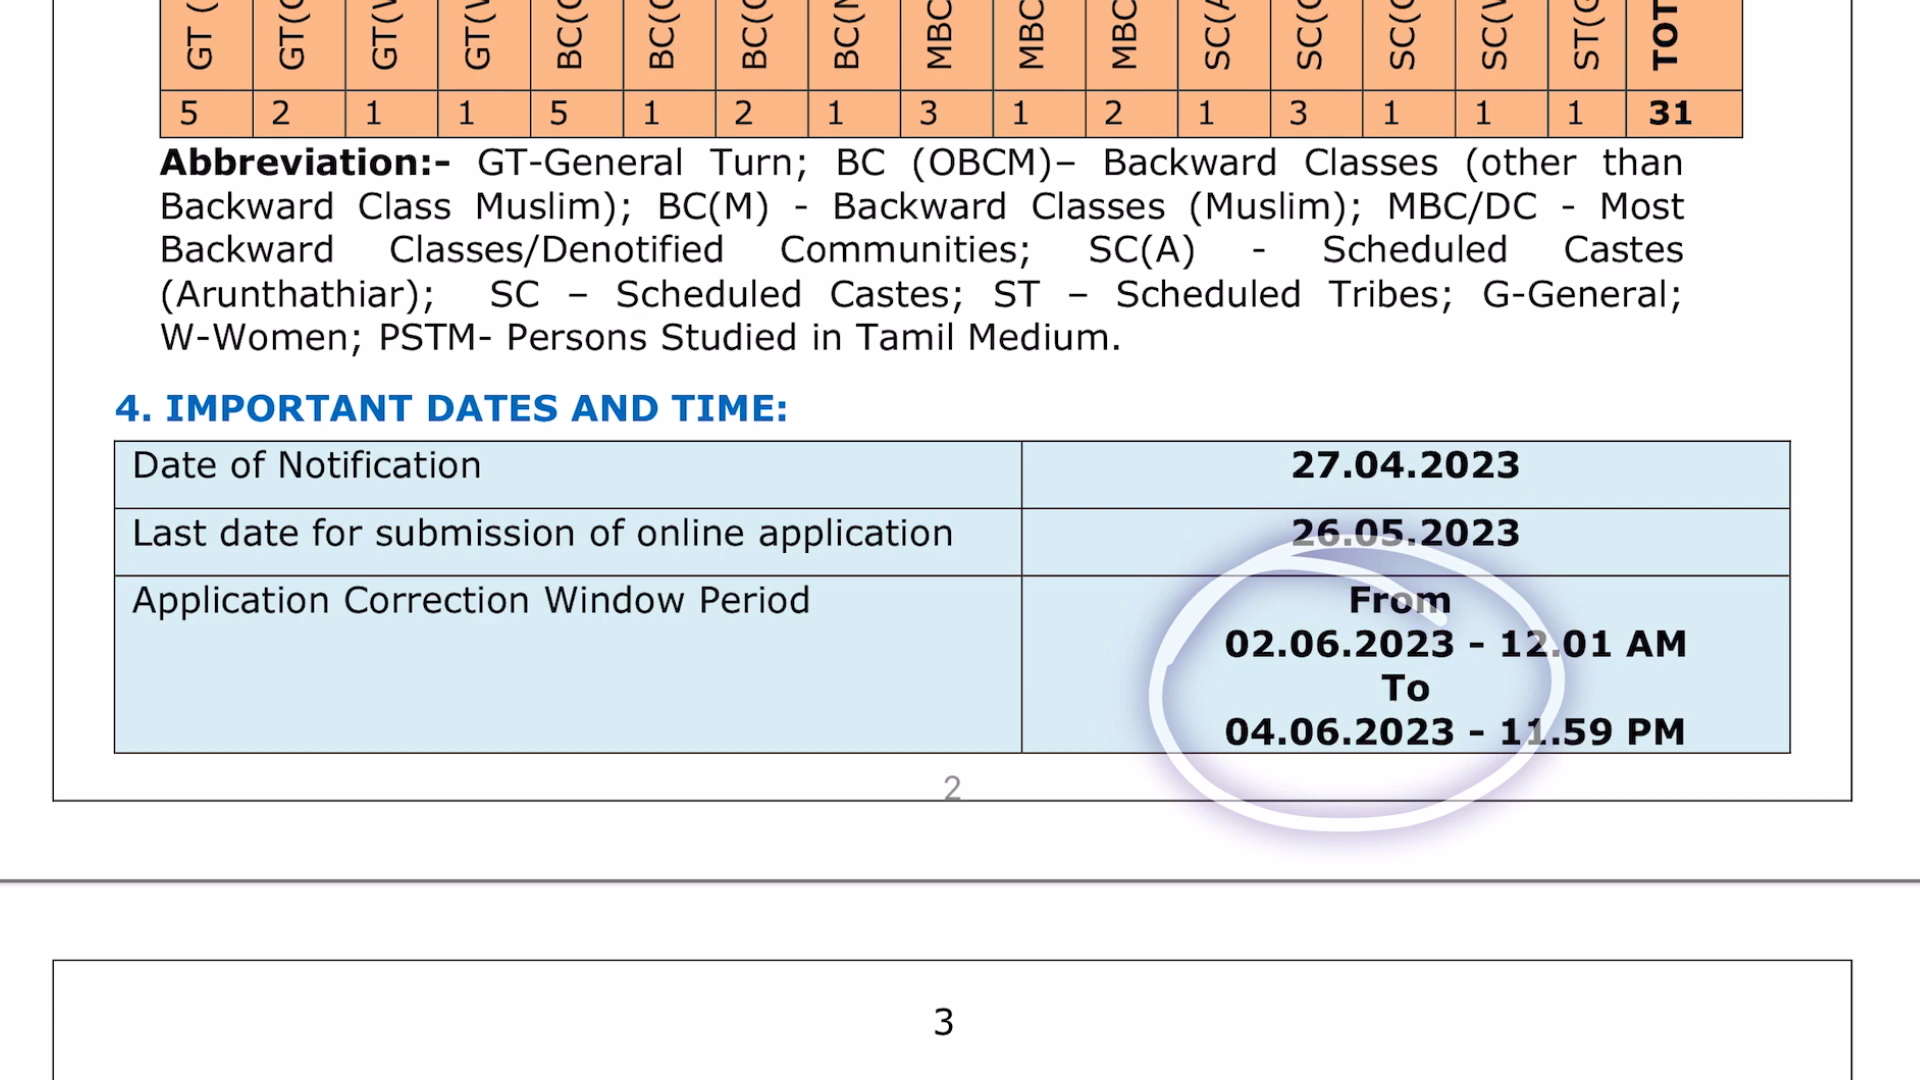 GT GT(G GT(W GT(W BC(O BC(O BC(O BC(M MBC MBC MBC SC(A SC(G SC(G SC(W ST(G TOT
5 2 1 1 5 1 2 1 3 1 2 1 3 1 1 1 31
Abbreviation:- GT-General Turn; BC (OBCM)– Backward Classes (other than
Backward Class Muslim); BC(M) - Backward Classes (Muslim); MBC/DC - Most
Backward Classes/Denotified Communities; SC(A) - Scheduled Castes
(Arunthathiar); SC – Scheduled Castes; ST – Scheduled Tribes; G-General;
W-Women; PSTM- Persons Studied in Tamil Medium.
4. IMPORTANT DATES AND TIME:
Date of Notification 27.04.2023
Last date for submission of online application 26.05.2023
Application Correction Window Period From
02.06.2023 – 12.01 AM
To
04.06.2023 – 11.59 PM
2
3